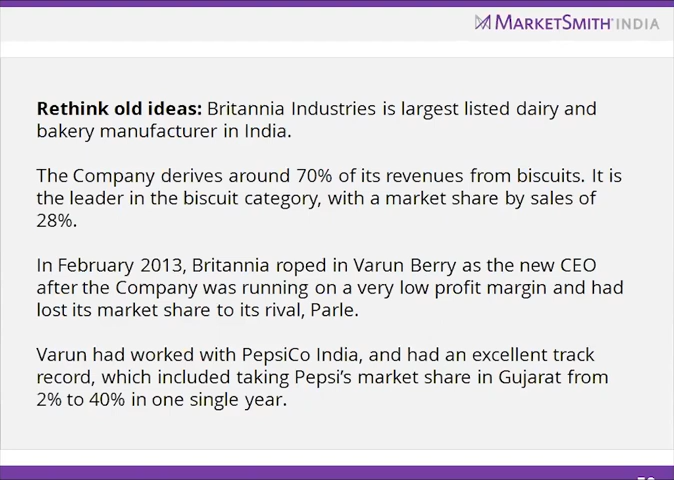 MARKETSMITH INDIA
Rethink old ideas: Britannia Industries is largest listed dairy and
bakery manufacturer in India.
The Company derives around 70% of its revenues from biscuits. It is
the leader in the biscuit category, with a market share by sales of
28%.
In February 2013, Britannia roped in Varun Berry as the new CEO
after the Company was running on a very low profit margin and had
lost its market share to its rival, Parle.
Varun had worked with PepsiCo India, and had an excellent track
record, which included taking Pepsi's market share in Gujarat from
2% to 40% in one single year.